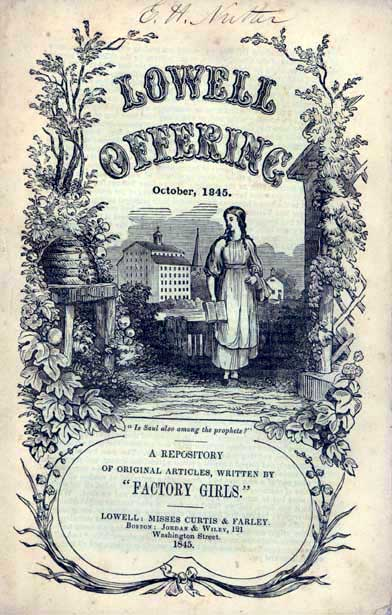 E. H. Nutter
LOWELL
OFFERING
October, 1845.
"Is Saul also among the prophets?"
A REPOSITORY
OF ORIGINAL ARTICLES, WRITTEN BY
"FACTORY GIRLS."
LOWELL: MISSES CURTIS & FARLEY.
BOSTON: JORDAN & WILEY, 121
Washington Street.
1845.